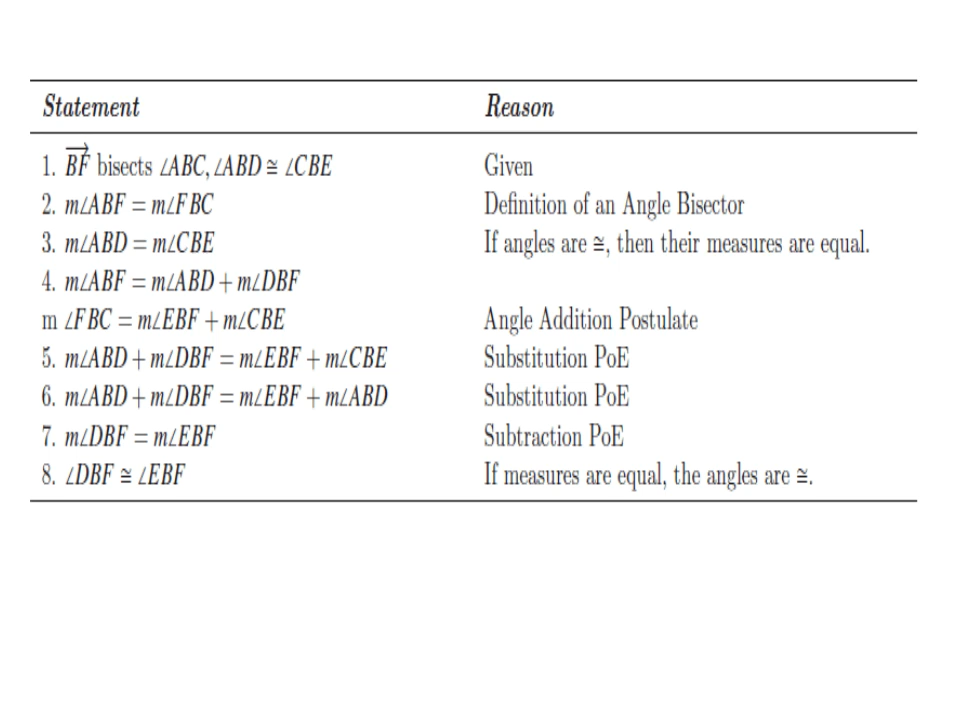 Statement Reason
1. BF⃗ bisects ∠ABC, ∠ABD ≅ ∠CBE Given
2. m∠ABF = m∠FBC Definition of an Angle Bisector
3. m∠ABD = m∠CBE If angles are ≅, then their measures are equal.
4. m∠ABF = m∠ABD + m∠DBF
m ∠FBC = m∠EBF + m∠CBE Angle Addition Postulate
5. m∠ABD + m∠DBF = m∠EBF + m∠CBE Substitution PoE
6. m∠ABD + m∠DBF = m∠EBF + m∠ABD Substitution PoE
7. m∠DBF = m∠EBF Subtraction PoE
8. ∠DBF ≅ ∠EBF If measures are equal, the angles are ≅.